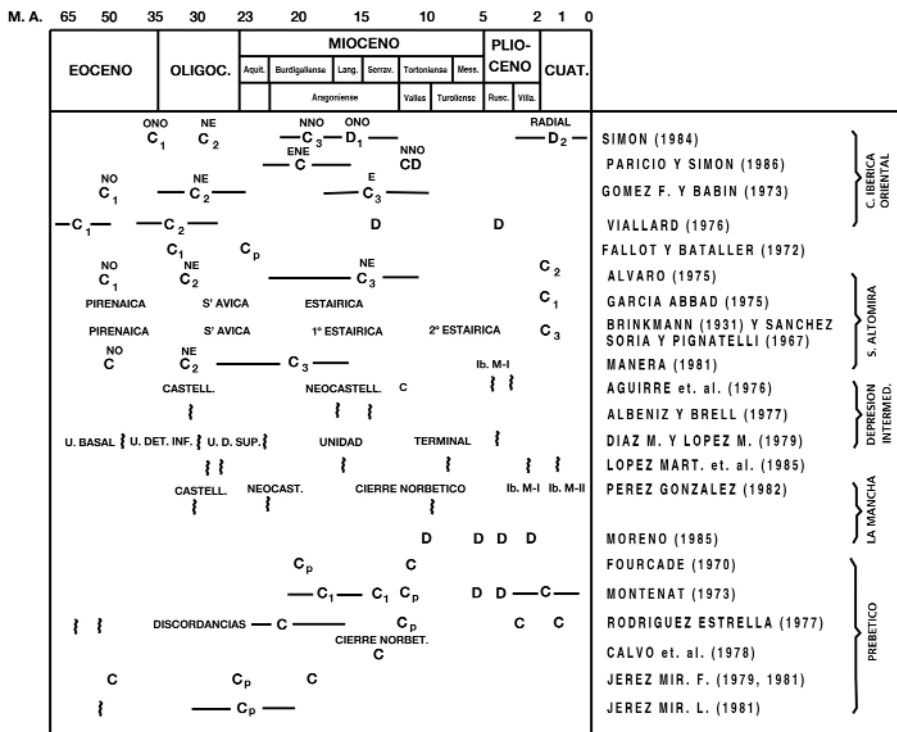 M. A. 65 50 35 23 20 15 10 5 2 1 0
MIOCENO
PLIO-
CENO
EOCENO OLIGOC. CUAT.
Aquit. Burdigaliense Lang. Serrav. Tortoniense Mess.
Aragoniense Valles Turoliense Rusc. Villa.
ONO NE NNO ONO RADIAL
C1 C2 C3 D1 D2 SIMON (1984)
ENE NNO
C CD PARICIO Y SIMON (1986)
NO NE E
C1 C2 C3 GOMEZ F. Y BABIN (1973)
C1 C2 D D VIALLARD (1976)
C1 Cp FALLOT Y BATALLER (1972)
NO NE NE
C1 C2 C3 C2 ALVARO (1975)
PIRENAICA S' AVICA ESTAIRICA C1 GARCIA ABBAD (1975)
PIRENAICA S' AVICA 1ª ESTAIRICA 2ª ESTAIRICA C3 BRINKMANN (1931) Y SANCHEZ
SORIA Y PIGNATELLI (1967)
NO NE Ib. M-I
C C2 C3 MANERA (1981)
CASTELL. NEOCASTELL. C AGUIRRE et. al. (1976)
ALBENIZ Y BRELL (1977)
U. BASAL U. DET. INF. U. D. SUP. UNIDAD TERMINAL DIAZ M. Y LOPEZ M. (1979)
LOPEZ MART. et. al. (1985)
CASTELL. NEOCAST. CIERRE NORBETICO Ib. M-I Ib. M-II PEREZ GONZALEZ (1982)
D D D D MORENO (1985)
Cp C FOURCADE (1970)
C1 C1 Cp D D C MONTENAT (1973)
DISCORDANCIAS C Cp C C RODRIGUEZ ESTRELLA (1977)
CIERRE NORBET.
C CALVO et. al. (1978)
C Cp C JEREZ MIR. F. (1979, 1981)
Cp JEREZ MIR. L. (1981)
C. IBERICA
ORIENTAL
S. ALTOMIRA
DEPRESION
INTERMED.
LA MANCHA
PREBETICO